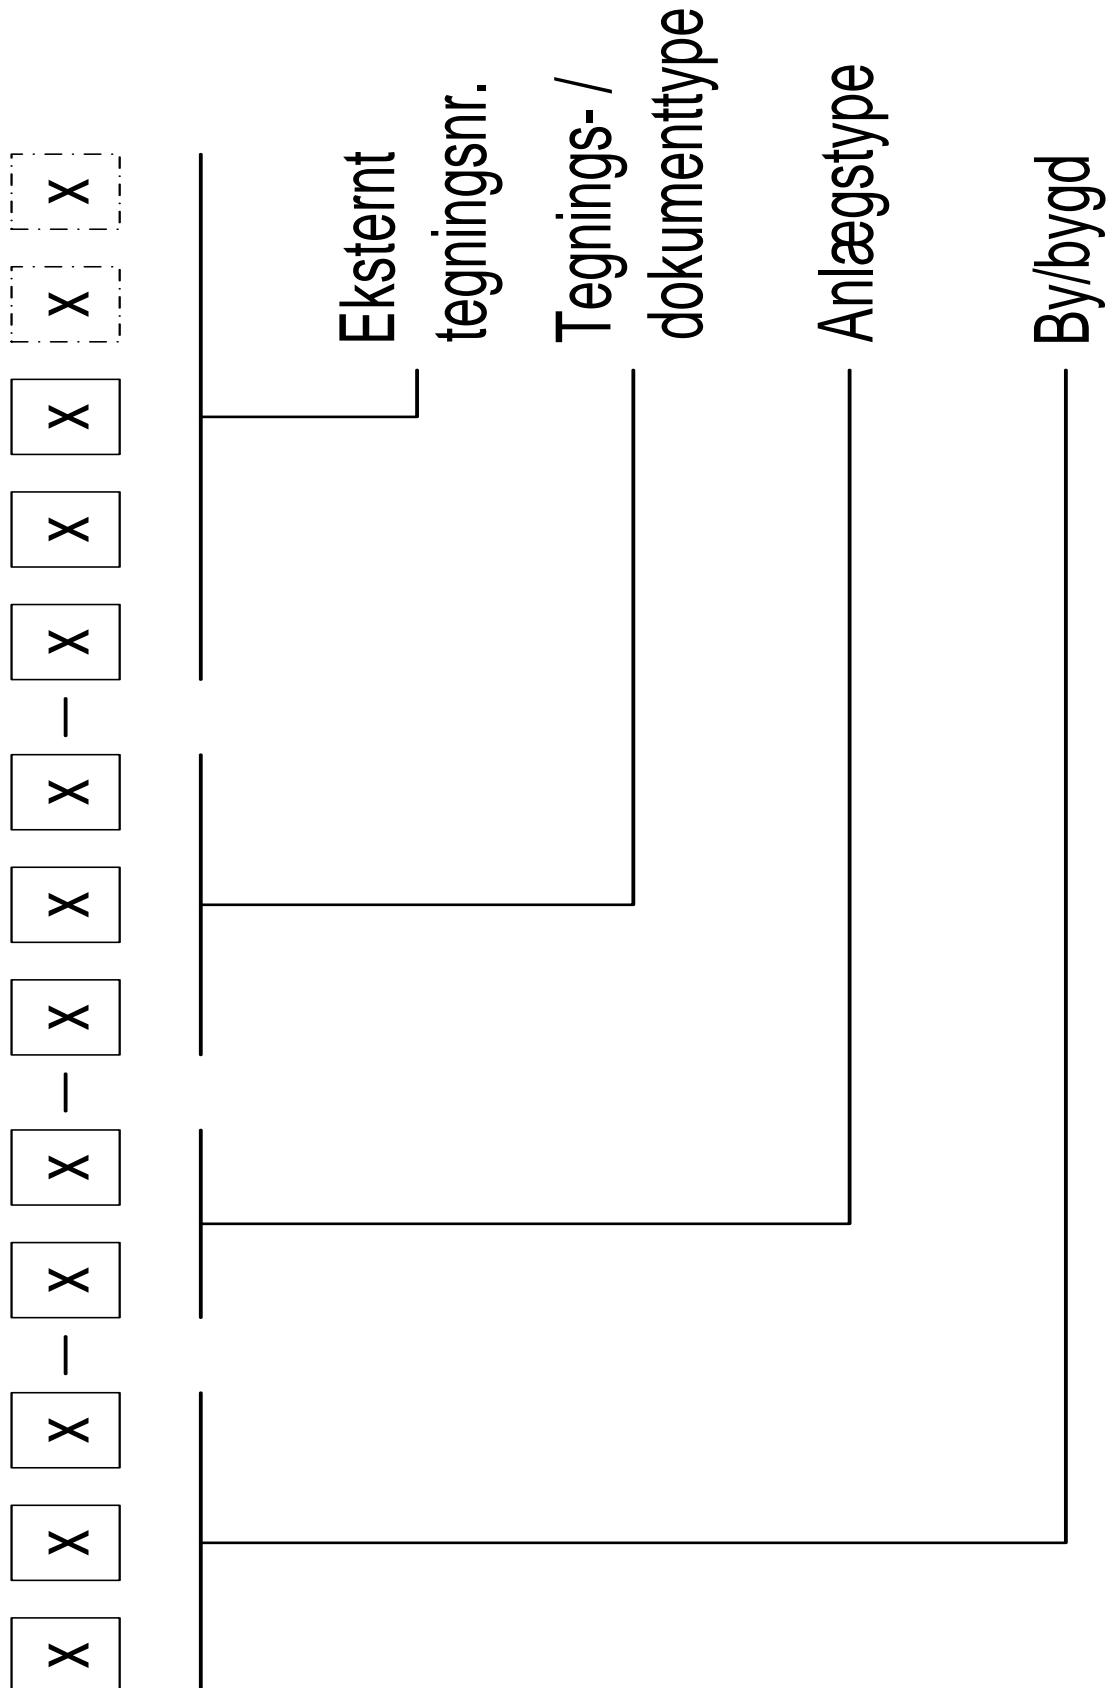 X X X – X X – X X X – X X X X X
Eksternt
tegningsnr.
Tegnings- /
dokumenttype
Anlægstype
By/bygd